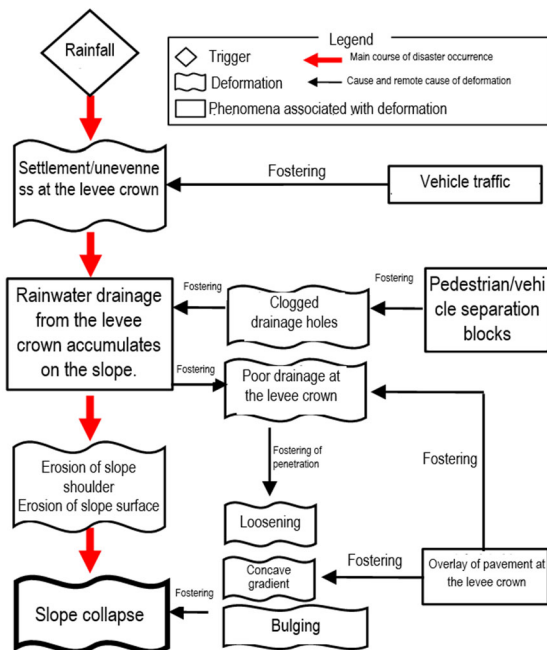 Rainfall
Legend
Trigger
Main course of disaster occurrence
Deformation
Cause and remote cause of deformation
Phenomena associated with deformation
Settlement/unevenne
ss at the levee crown
Fostering
Vehicle traffic
Rainwater drainage
from the levee
crown accumulates
on the slope.
Fostering
Clogged
drainage holes
Fostering
Pedestrian/vehi
cle separation
blocks
Fostering
Poor drainage at
the levee crown
Fostering of
penetration
Fostering
Erosion of slope
shoulder
Erosion of slope surface
Loosening
Concave
gradient
Fostering
Overlay of pavement at
the levee crown
Slope collapse
Fostering
Bulging